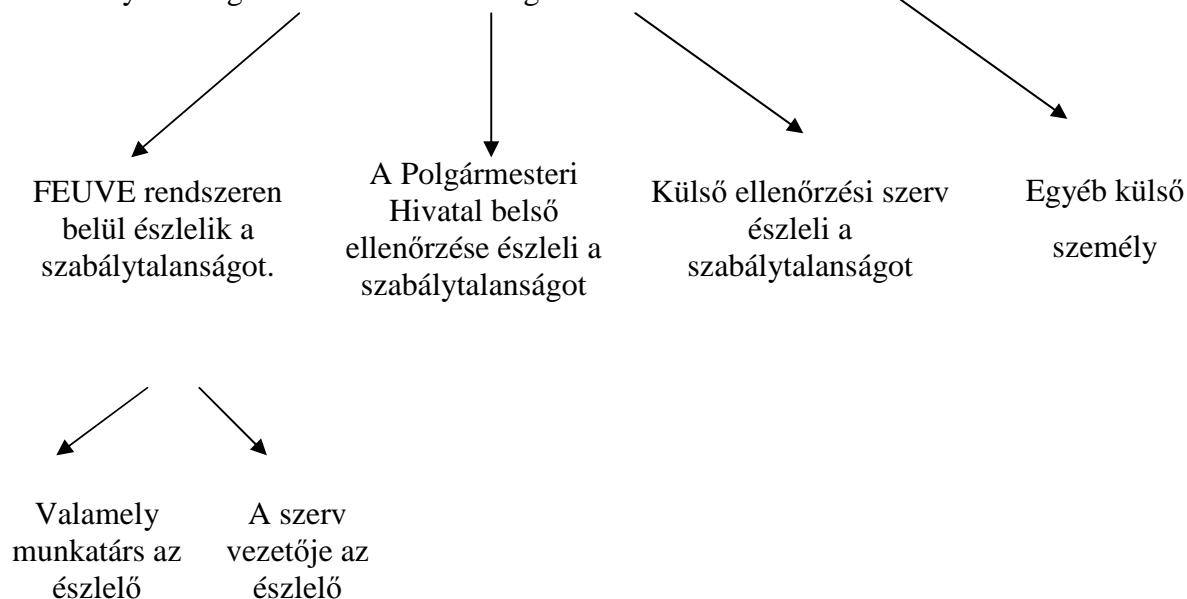 FEUVE rendszeren
belül észlelik a
szabálytalanságot.
A Polgármesteri
Hivatal belső
ellenőrzése észleli a
szabálytalanságot
Külső ellenőrzési szerv
észleli a
szabálytalanságot
Egyéb külső
személy
Valamely
munkatárs az
észlelő
A szerv
vezetője az
észlelő